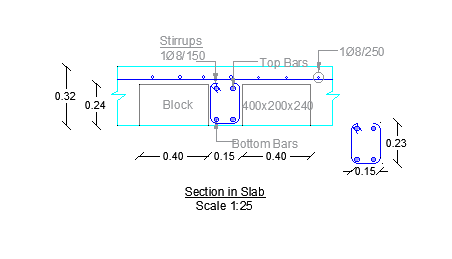 Stirrups
1Ø8/150
Top Bars
1Ø8/250
0.32
0.24
Block
400x200x240
Bottom Bars
0.40
0.15
0.40
0.23
0.15
Section in Slab
Scale 1:25